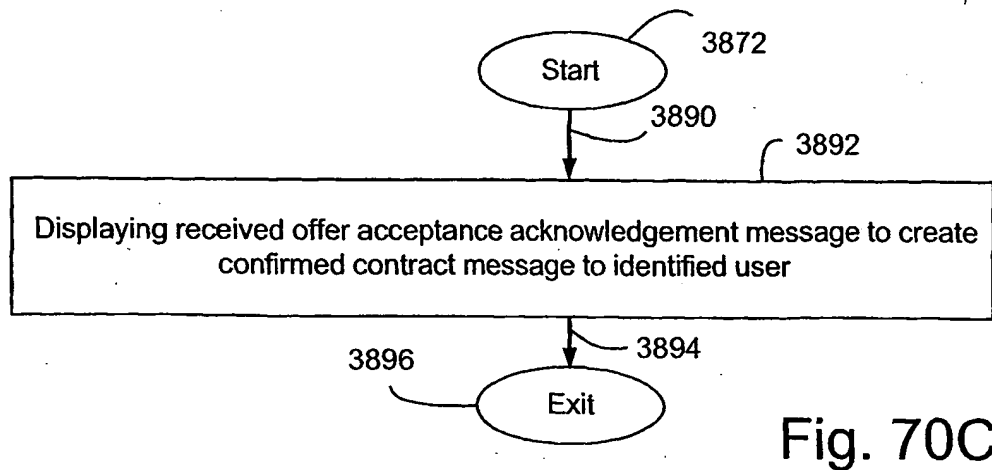 3872
Start
3890
3892
Displaying received offer acceptance acknowledgement message to create
confirmed contract message to identified user
3894
3896
Exit
Fig. 70C